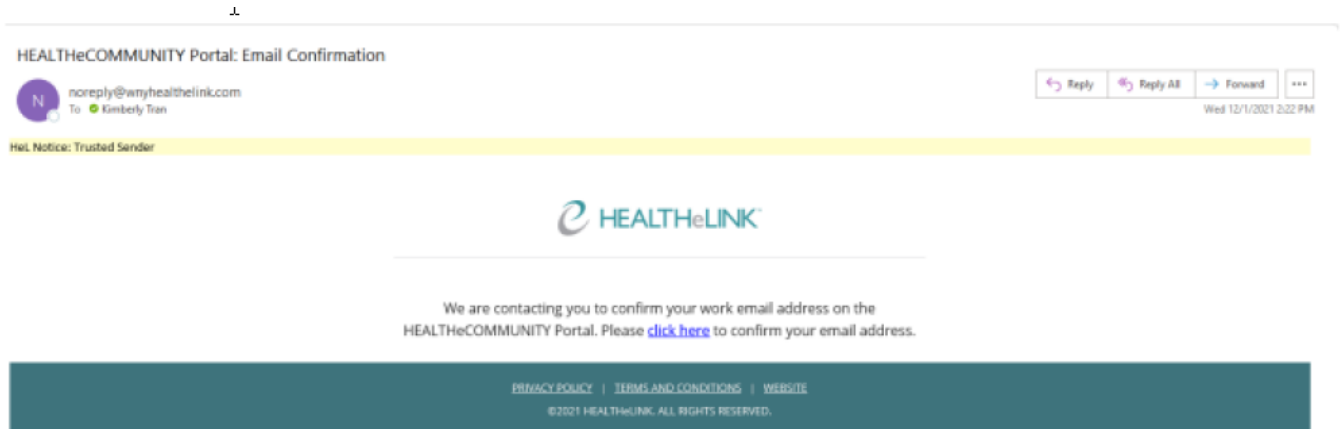 HEALTHeCOMMUNITY Portal: Email Confirmation
N
noreply@wnyhealthelink.com
To Kimberly Tran
Reply
Reply All
Forward
Wed 12/1/2021 2:22 PM
HeL Notice: Trusted Sender
HEALTHeLINK™
We are contacting you to confirm your work email address on the
HEALTHeCOMMUNITY Portal. Please click here to confirm your email address.
PRIVACY POLICY | TERMS AND CONDITIONS | WEBSITE
©2021 HEALTHeLINK. ALL RIGHTS RESERVED.